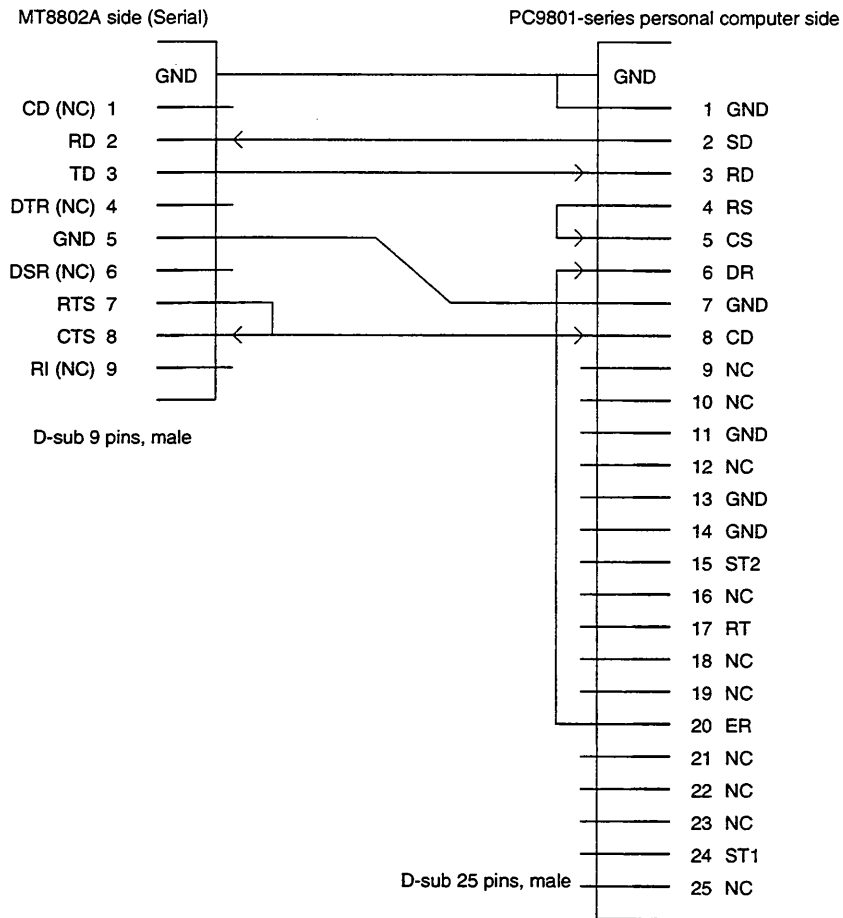 MT8802A side (Serial)
PC9801-series personal computer side
GND
GND
CD (NC) 1
1 GND
RD 2
2 SD
TD 3
3 RD
DTR (NC) 4
4 RS
GND 5
5 CS
DSR (NC) 6
6 DR
RTS 7
7 GND
CTS 8
8 CD
RI (NC) 9
9 NC
10 NC
D-sub 9 pins, male
11 GND
12 NC
13 GND
14 GND
15 ST2
16 NC
17 RT
18 NC
19 NC
20 ER
21 NC
22 NC
23 NC
24 ST1
D-sub 25 pins, male
25 NC